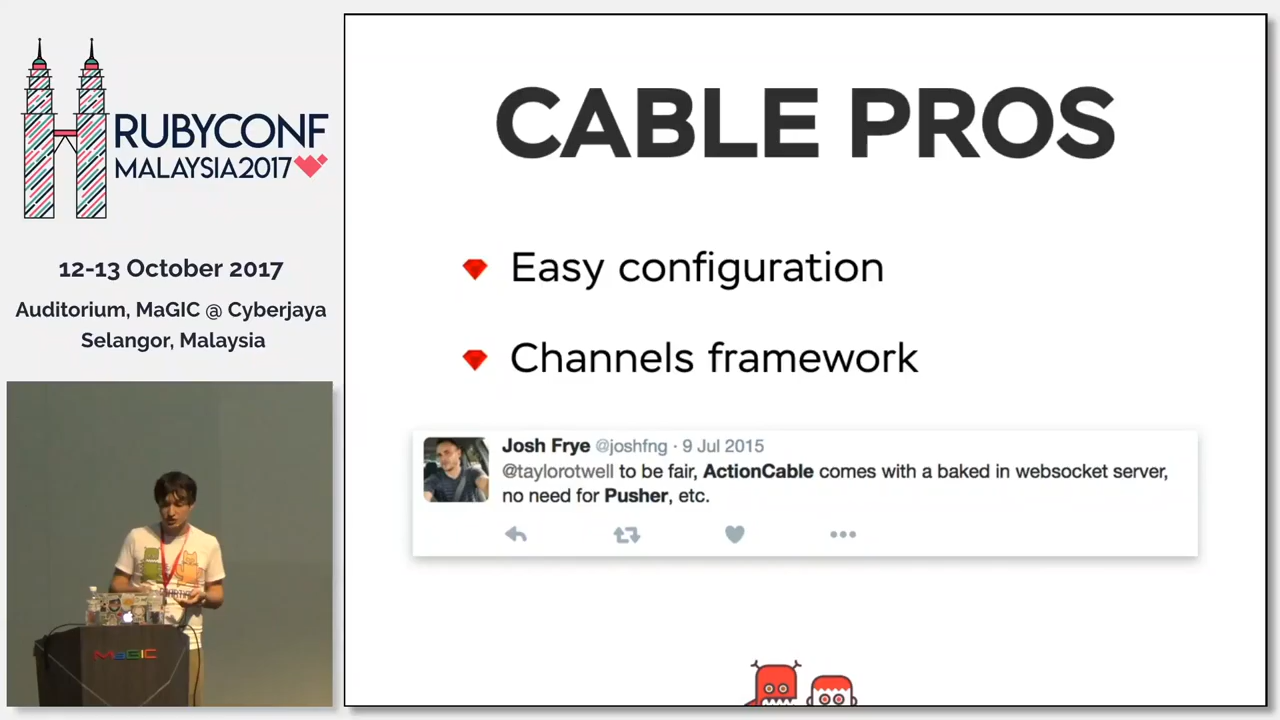 RUBYCONF
MALAYSIA2017
12-13 October 2017
Auditorium, MaGIC @ Cyberjaya
Selangor, Malaysia
MaGIC
CABLE PROS
Easy configuration
Channels framework
Josh Frye @joshfng · 9 Jul 2015
@taylorotwell to be fair, ActionCable comes with a baked in websocket server,
no need for Pusher, etc.